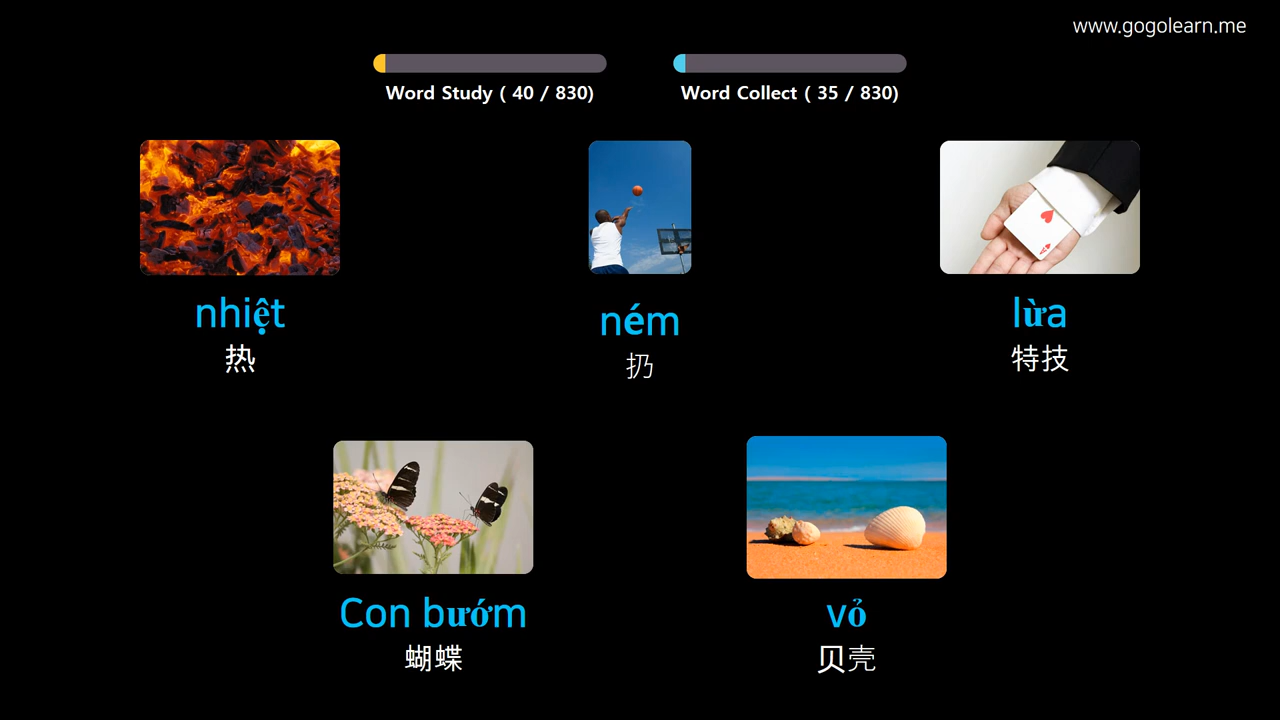 www.gogolearn.me
Word Study ( 40 / 830)
Word Collect ( 35 / 830)
nhiệt
热
ném
扔
lừa
特技
Con bướm
蝴蝶
vỏ
贝壳